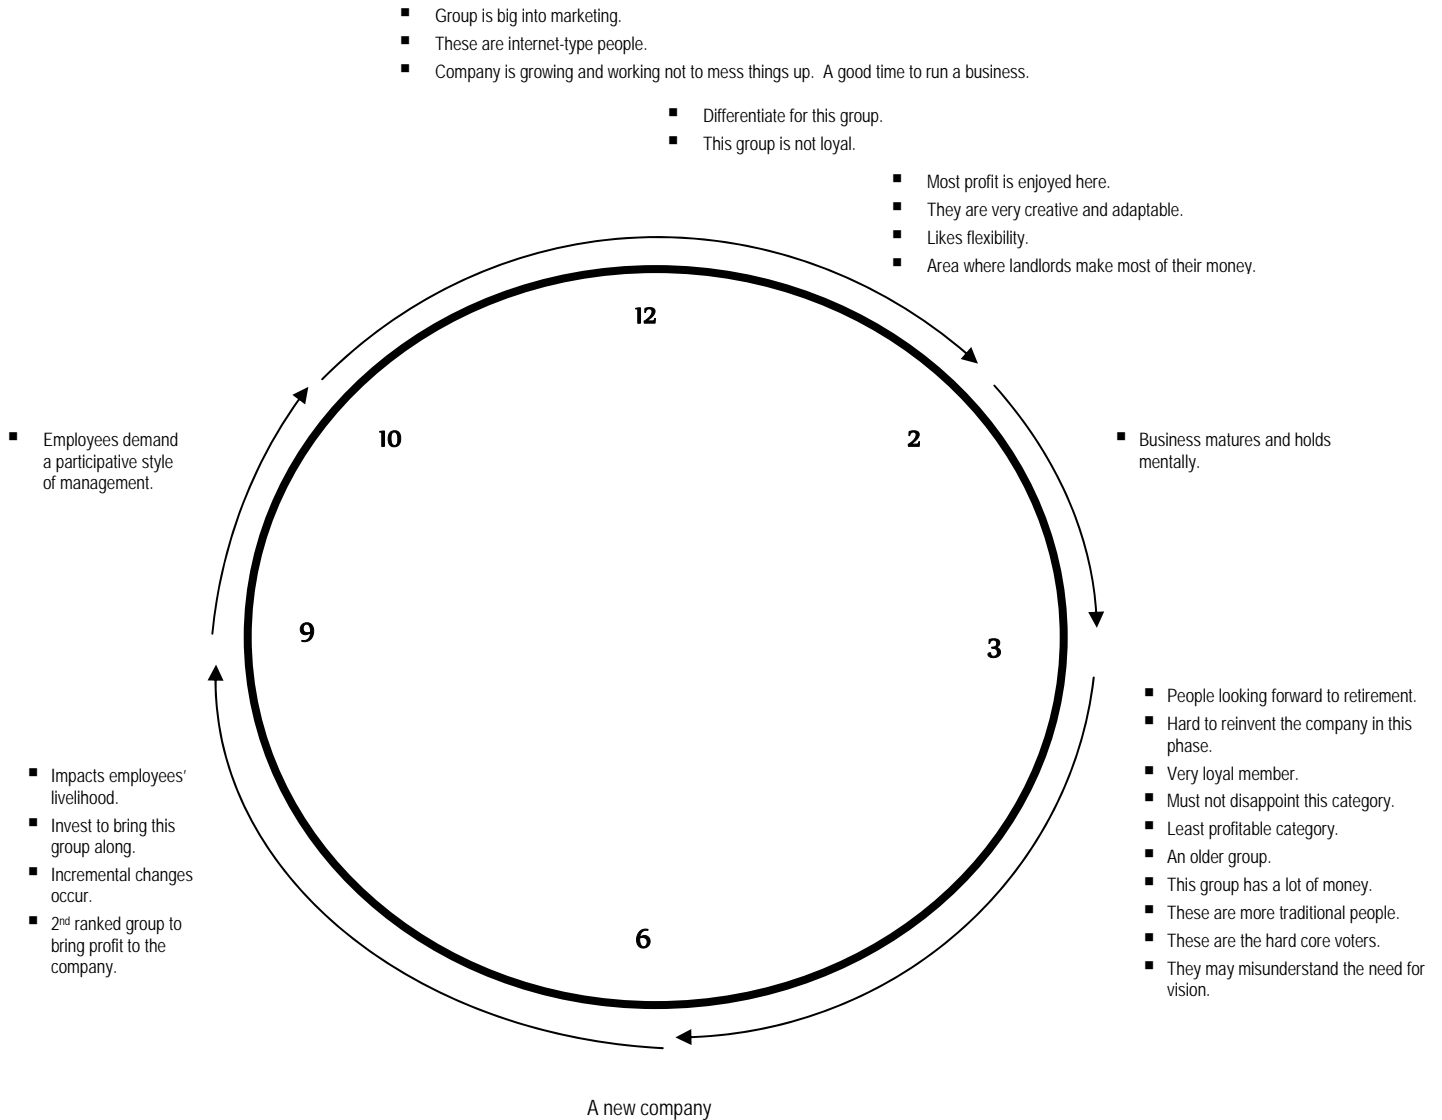 ▪ Group is big into marketing.
▪ These are internet-type people.
▪ Company is growing and working not to mess things up. A good time to run a business.
▪ Differentiate for this group.
▪ This group is not loyal.
▪ Most profit is enjoyed here.
▪ They are very creative and adaptable.
▪ Likes flexibility.
▪ Area where landlords make most of their money.
12
10
2
▪ Employees demand
a participative style
of management.
▪ Business matures and holds
mentally.
9
3
▪ People looking forward to retirement.
▪ Hard to reinvent the company in this
phase.
▪ Very loyal member.
▪ Must not disappoint this category.
▪ Least profitable category.
▪ An older group.
▪ This group has a lot of money.
▪ These are more traditional people.
▪ These are the hard core voters.
▪ They may misunderstand the need for
vision.
▪ Impacts employees’
livelihood.
▪ Invest to bring this
group along.
▪ Incremental changes
occur.
▪ 2nd ranked group to
bring profit to the
company.
6
A new company